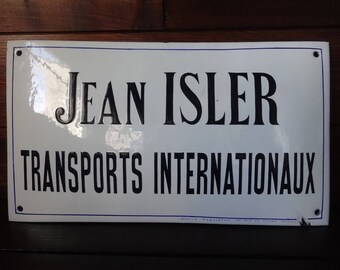 JEAN ISLER
TRANSPORTS INTERNATIONAUX